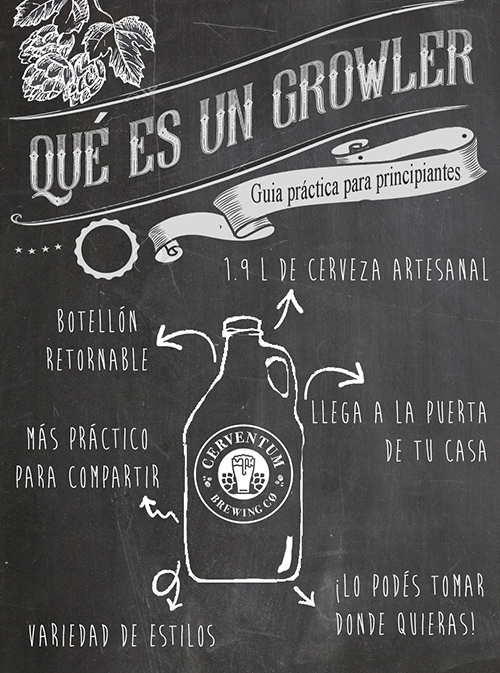 QUÉ ES UN GROWLER
Guia práctica para principiantes
1.9 L DE CERVEZA ARTESANAL
BOTELLÓN
RETORNABLE
LLEGA A LA PUERTA
DE TU CASA
MÁS PRÁCTICO
PARA COMPARTIR
CERVENTUM
BREWING CØ
¡LO PODÉS TOMAR
DONDE QUIERAS!
VARIEDAD DE ESTILOS